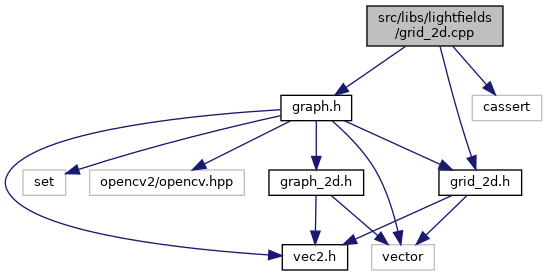 src/libs/lightfields
/grid_2d.cpp
graph.h
cassert
set
opencv2/opencv.hpp
graph_2d.h
grid_2d.h
vec2.h
vector